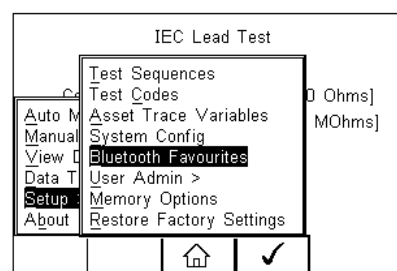 IEC Lead Test
Ohms]
MOhms]
Auto
Manual
View
Data
Setup
About
Test Sequences
Test Codes
Asset Trace Variables
System Config
Bluetooth Favourites
User Admin >
Memory Options
Restore Factory Settings